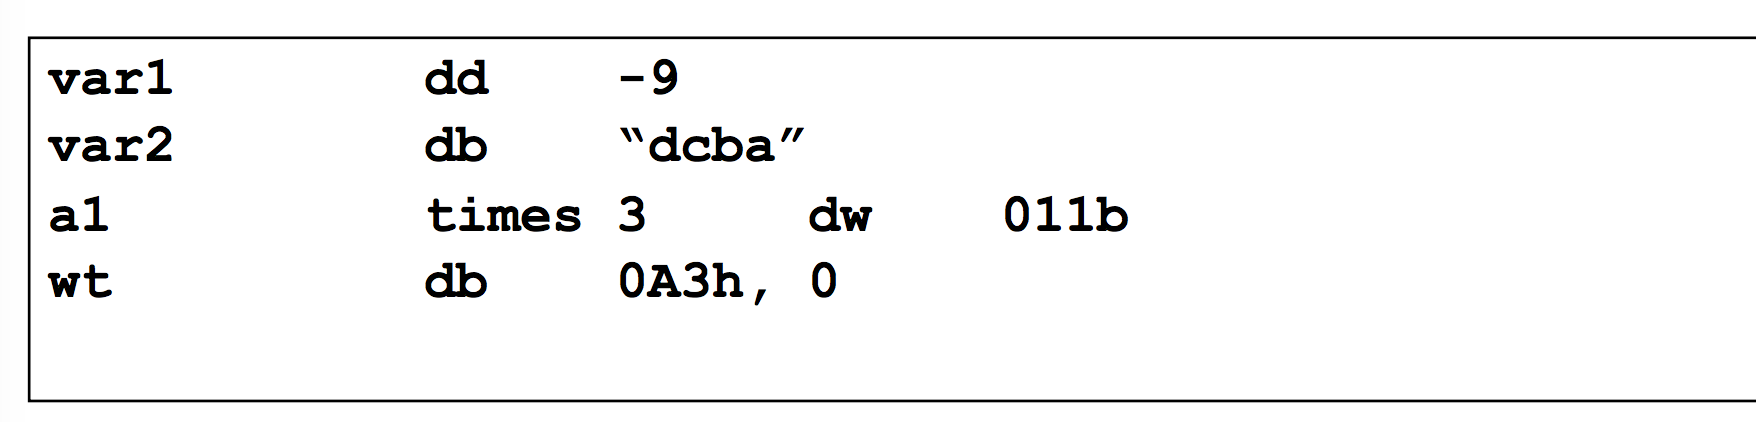 var1 dd -9
var2 db “dcba”
a1 times 3 dw 011b
wt db 0A3h, 0